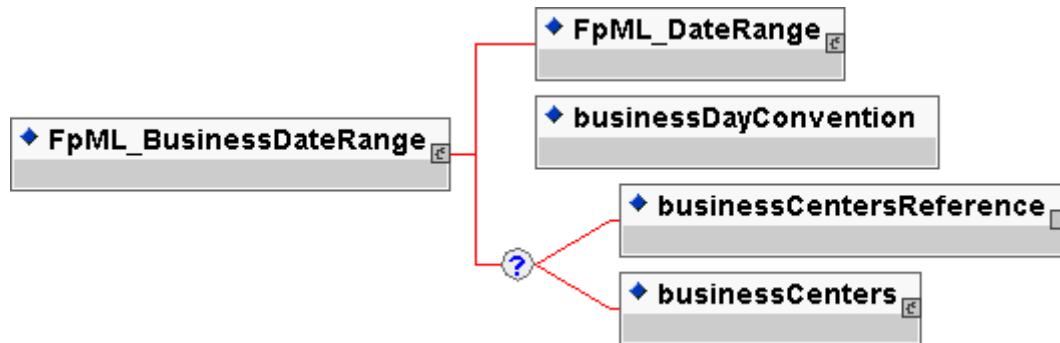 FpML_DateRange
businessDayConvention
FpML_BusinessDateRange
businessCentersReference
?
businessCenters